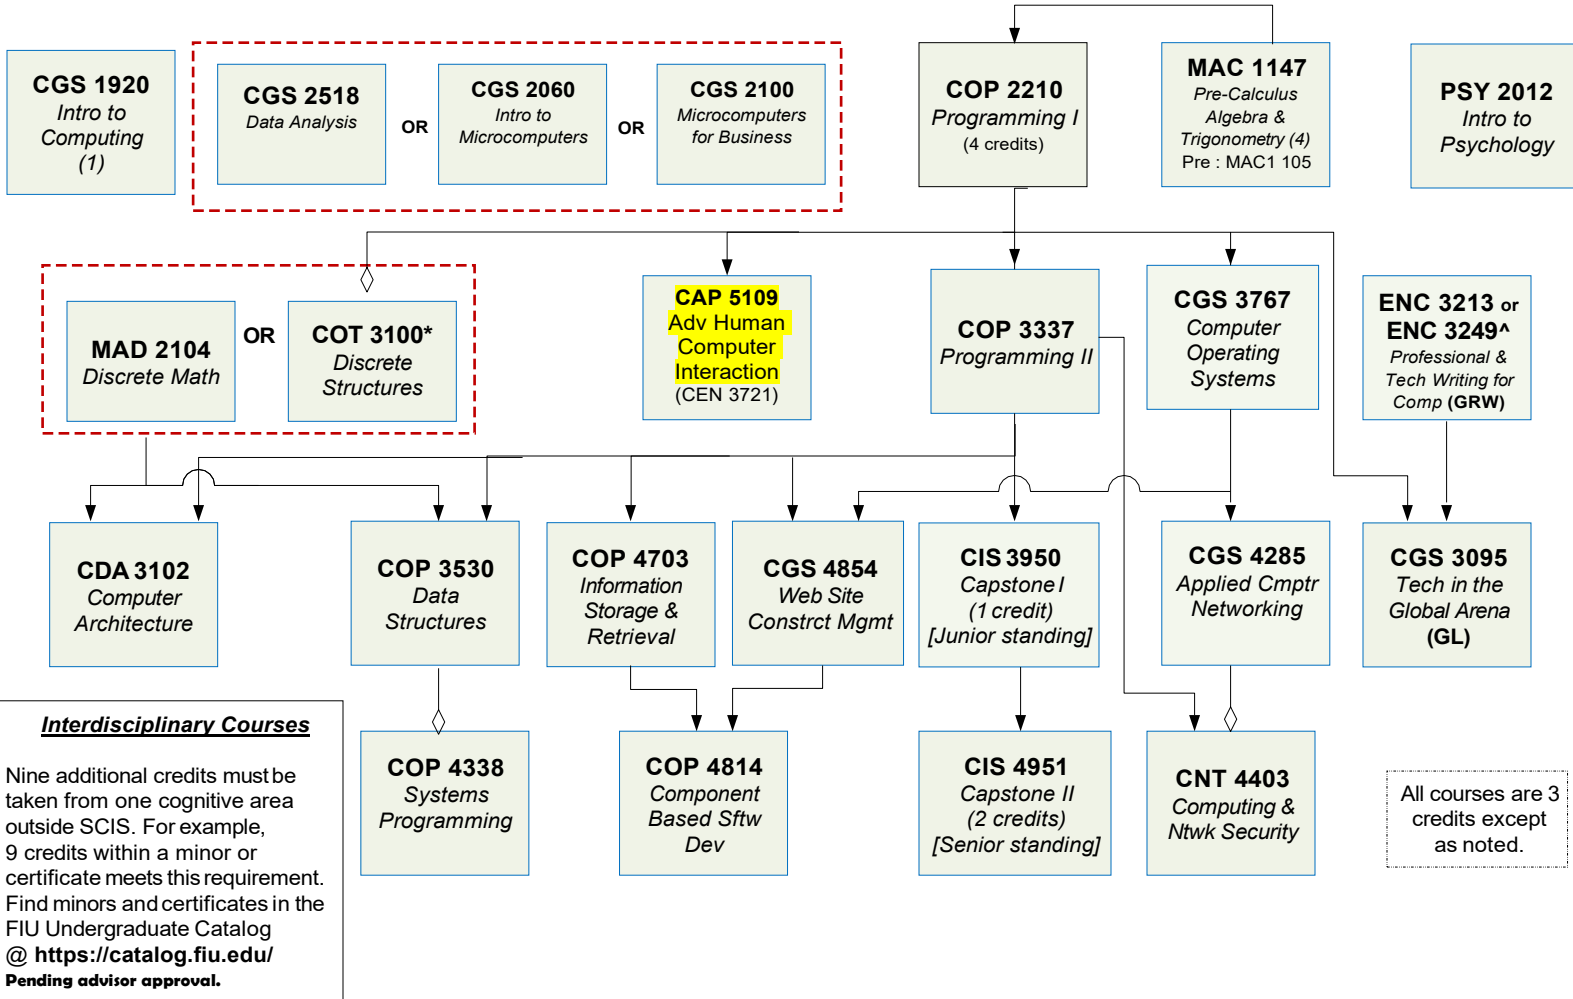 CGS 1920
Intro to
Computing
(1)
CGS 2518
Data Analysis
OR
CGS 2060
Intro to
Microcomputers
OR
CGS 2100
Microcomputers
for Business
COP 2210
Programming I
(4 credits)
MAC 1147
Pre-Calculus
Algebra &
Trigonometry (4)
Pre : MAC1 105
PSY 2012
Intro to
Psychology
MAD 2104
Discrete Math
OR
COT 3100*
Discrete
Structures
CAP 5109
Adv Human
Computer
Interaction
(CEN 3721)
COP 3337
Programming II
CGS 3767
Computer
Operating
Systems
ENC 3213 or
ENC 3249^
Professional &
Tech Writing for
Comp (GRW)
CDA 3102
Computer
Architecture
COP 3530
Data
Structures
COP 4703
Information
Storage &
Retrieval
CGS 4854
Web Site
Constrct Mgmt
CIS 3950
Capstone I
(1 credit)
[Junior standing]
CGS 4285
Applied Cmptr
Networking
CGS 3095
Tech in the
Global Arena
(GL)
Interdisciplinary Courses
Nine additional credits must be
taken from one cognitive area
outside SCIS. For example,
9 credits within a minor or
certificate meets this requirement.
Find minors and certificates in the
FIU Undergraduate Catalog
@ https://catalog.fiu.edu/
Pending advisor approval.
COP 4338
Systems
Programming
COP 4814
Component
Based Sftw
Dev
CIS 4951
Capstone II
(2 credits)
[Senior standing]
CNT 4403
Computing &
Ntwk Security
All courses are 3
credits except
as noted.